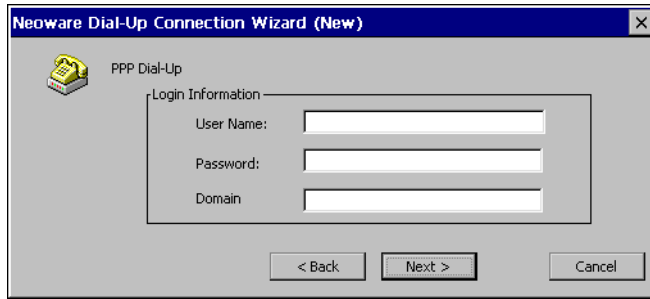 Neoware Dial-Up Connection Wizard (New)
PPP Dial-Up
Login Information
User Name:
Password:
Domain
< Back Next > Cancel